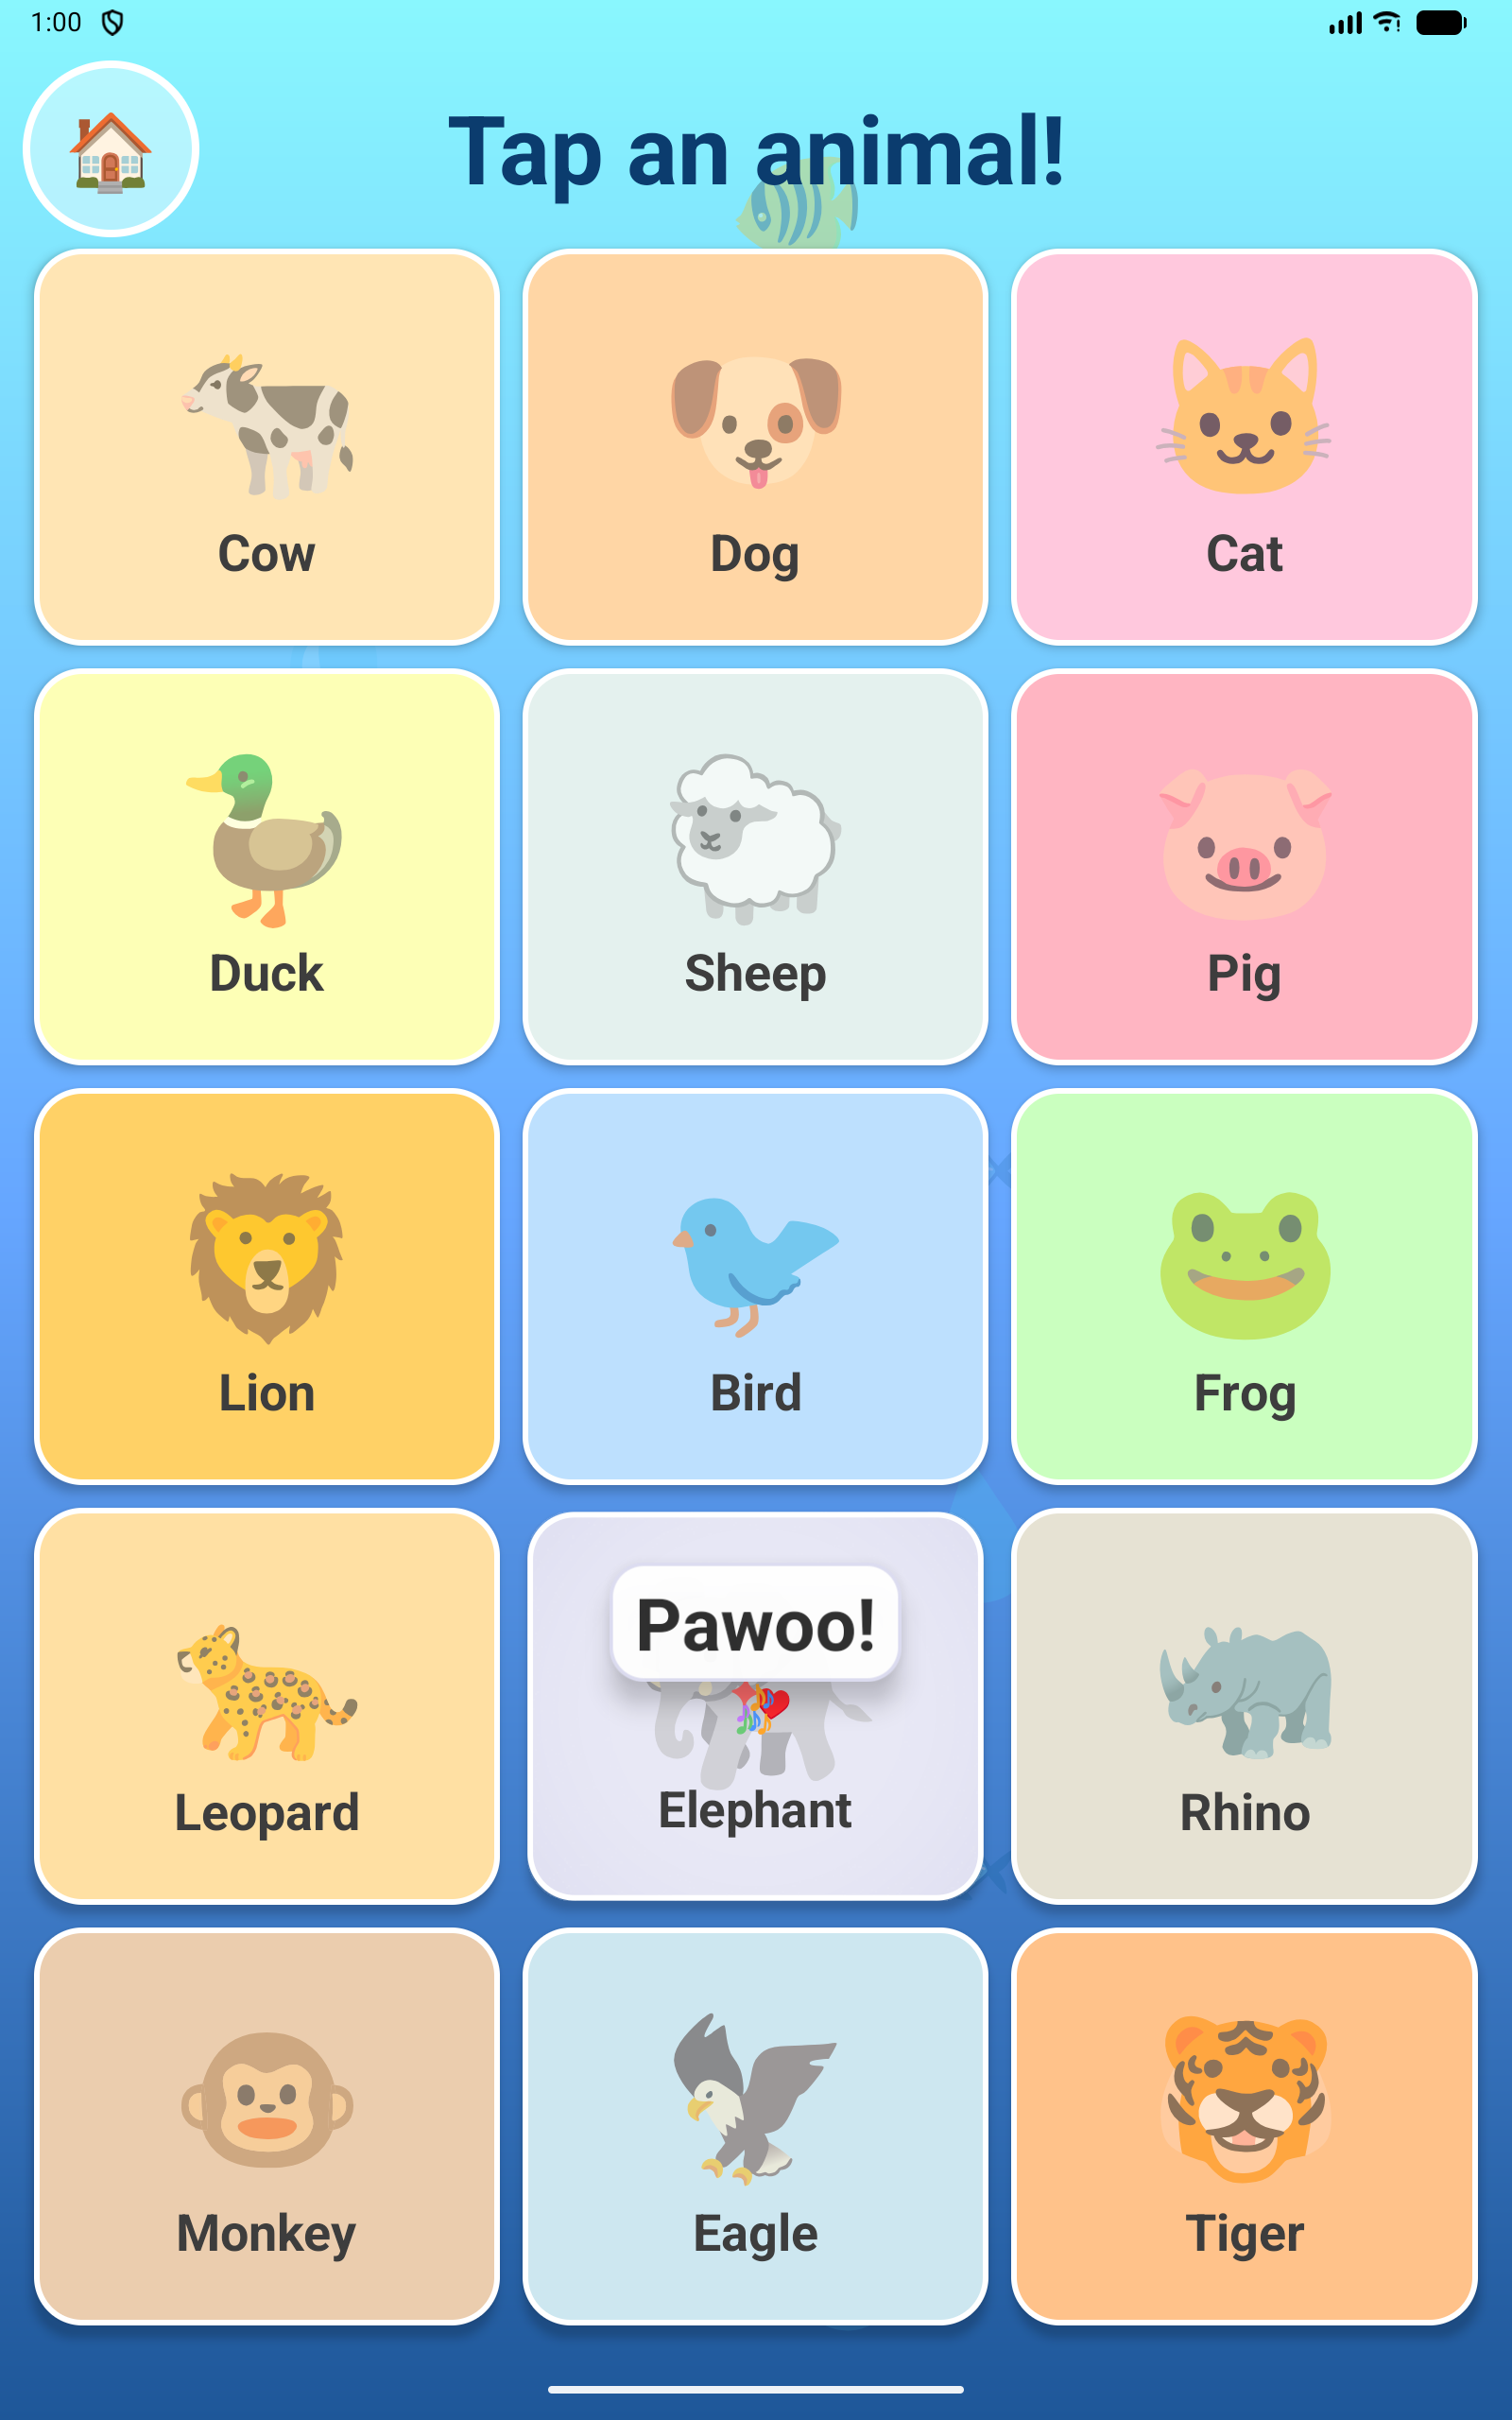 1:00
Tap an animal!
Cow
Dog
Cat
Duck
Sheep
Pig
Lion
Bird
Frog
Leopard
Pawoo!
Elephant
Rhino
Monkey
Eagle
Tiger